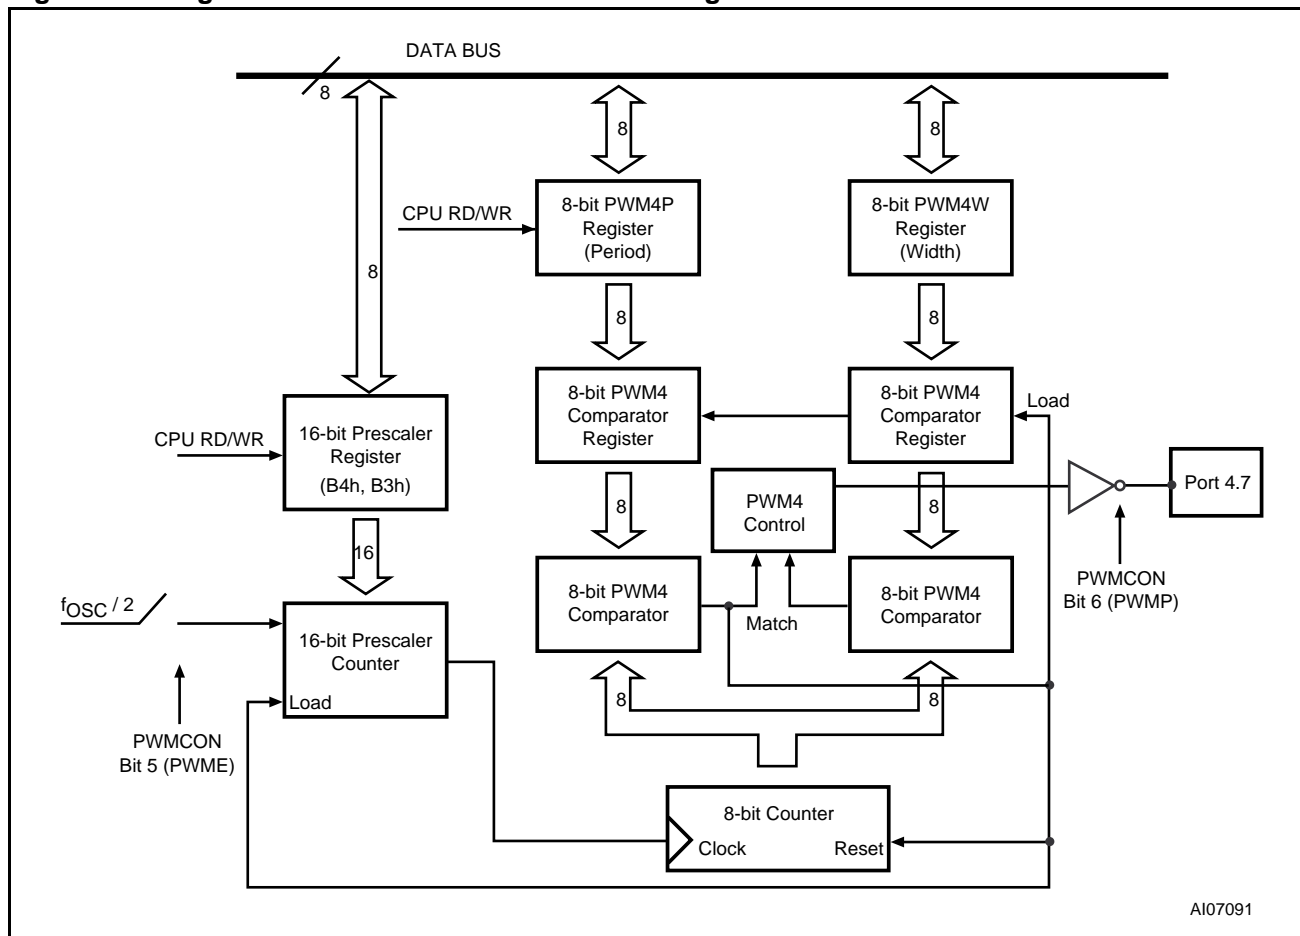 DATA BUS
8
8
8
8-bit PWM4P
Register
(Period)
8-bit PWM4W
Register
(Width)
CPU RD/WR
8
8
8
8-bit PWM4
Comparator
Register
8-bit PWM4
Comparator
Register
Load
CPU RD/WR
16-bit Prescaler
Register
(B4h, B3h)
Port 4.7
8
PWM4
Control
8
16
PWMCON
Bit 6 (PWMP)
8-bit PWM4
Comparator
Match
8-bit PWM4
Comparator
fOSC / 2
16-bit Prescaler
Counter
Load
8
8
PWMCON
Bit 5 (PWME)
8-bit Counter
Clock
Reset
AI07091